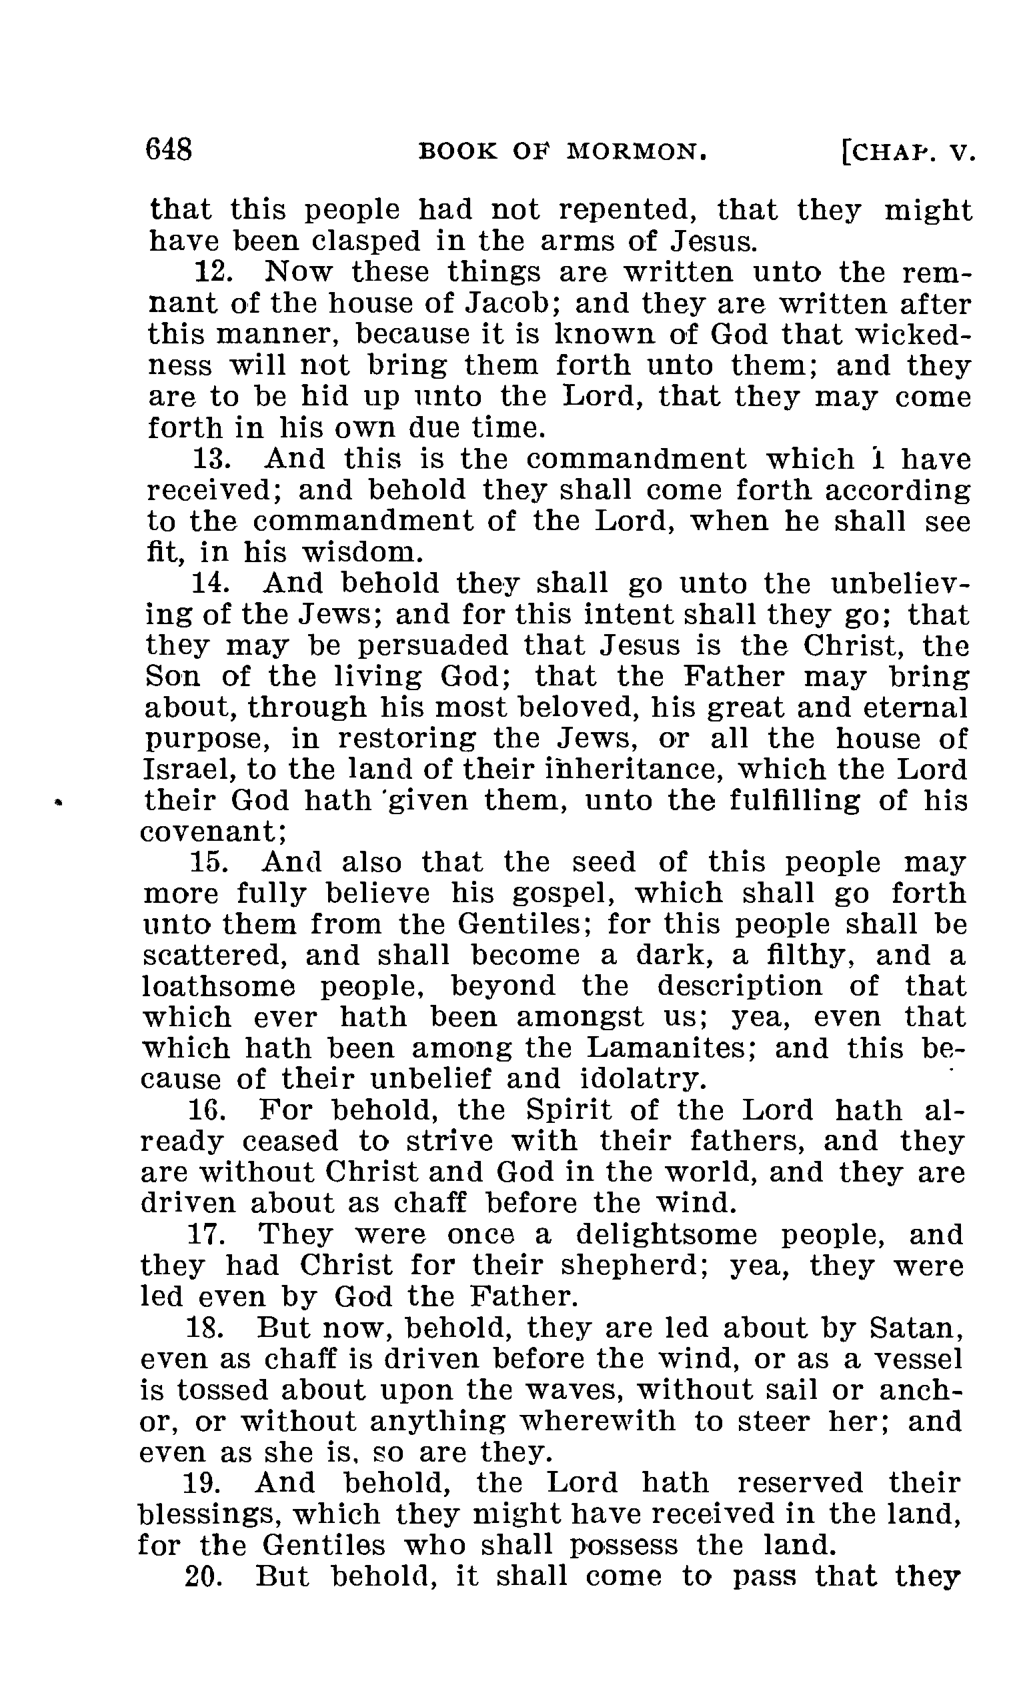 648 BOOK OF MORMON. [CHAP. V.
that this people had not repented, that they might
have been clasped in the arms of Jesus.
12. Now these things are written unto the rem-
nant of the house of Jacob; and they are written after
this manner, because it is known of God that wicked-
ness will not bring them forth unto them; and they
are to be hid up unto the Lord, that they may come
forth in his own due time.
13. And this is the commandment which I have
received; and behold they shall come forth according
to the commandment of the Lord, when he shall see
fit, in his wisdom.
14. And behold they shall go unto the unbeliev-
ing of the Jews; and for this intent shall they go; that
they may be persuaded that Jesus is the Christ, the
Son of the living God; that the Father may bring
about, through his most beloved, his great and eternal
purpose, in restoring the Jews, or all the house of
Israel, to the land of their inheritance, which the Lord
their God hath given them, unto the fulfilling of his
covenant;
15. And also that the seed of this people may
more fully believe his gospel, which shall go forth
unto them from the Gentiles; for this people shall be
scattered, and shall become a dark, a filthy, and a
loathsome people, beyond the description of that
which ever hath been amongst us; yea, even that
which hath been among the Lamanites; and this be-
cause of their unbelief and idolatry.
16. For behold, the Spirit of the Lord hath al-
ready ceased to strive with their fathers, and they
are without Christ and God in the world, and they are
driven about as chaff before the wind.
17. They were once a delightsome people, and
they had Christ for their shepherd; yea, they were
led even by God the Father.
18. But now, behold, they are led about by Satan,
even as chaff is driven before the wind, or as a vessel
is tossed about upon the waves, without sail or anch-
or, or without anything wherewith to steer her; and
even as she is, so are they.
19. And behold, the Lord hath reserved their
blessings, which they might have received in the land,
for the Gentiles who shall possess the land.
20. But behold, it shall come to pass that they